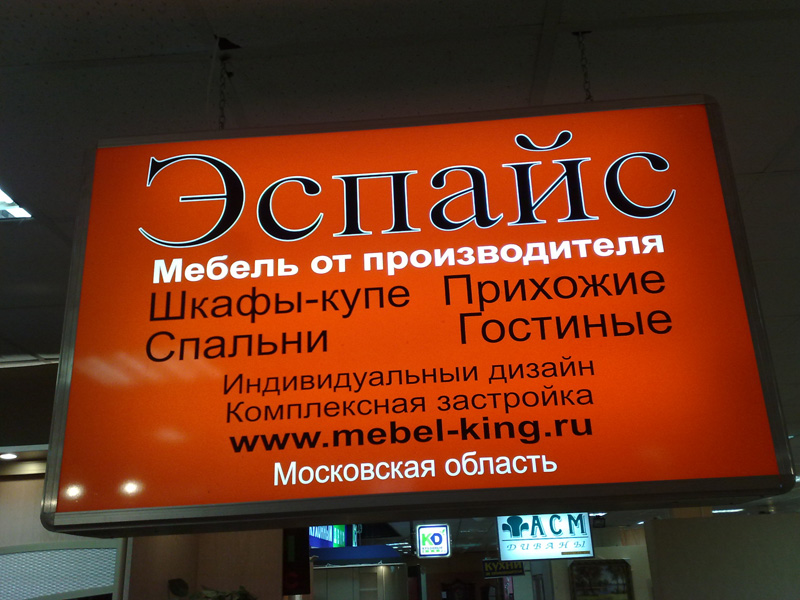 Эспайс
Мебель от производителя
Шкафы-купе Прихожие
Спальни Гостиные
Индивидуальныи дизайн
Комплексная застройка
www.mebel-king.ru
Московская область
КО
АСМ
ДИВАНЫ
КУХНИ